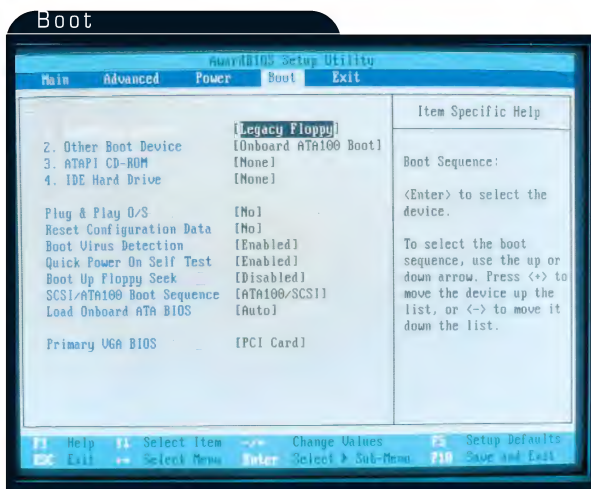 Boot
AwardBIOS Setup Utility
Main Advanced Power Boot Exit
[Legacy Floppy]
2. Other Boot Device [Onboard ATA100 Boot]
3. ATAPI CD-ROM [None]
4. IDE Hard Drive [None]
Plug & Play O/S [No]
Reset Configuration Data [No]
Boot Virus Detection [Enabled]
Quick Power On Self Test [Enabled]
Boot Up Floppy Seek [Disabled]
SCSI/ATA100 Boot Sequence [ATA100/SCSI]
Load Onboard ATA BIOS [Auto]
Primary VGA BIOS [PCI Card]
Item Specific Help
Boot Sequence:
<Enter> to select the
device.
To select the boot
sequence, use the up or
down arrow. Press <+> to
move the device up the
list, or <-> to move it
down the list.
F1 Help ↑↓ Select Item -/+ Change Values F5 Setup Defaults
ESC Exit ↔ Select Menu Enter Select ▶ Sub-Menu F10 Save and Exit